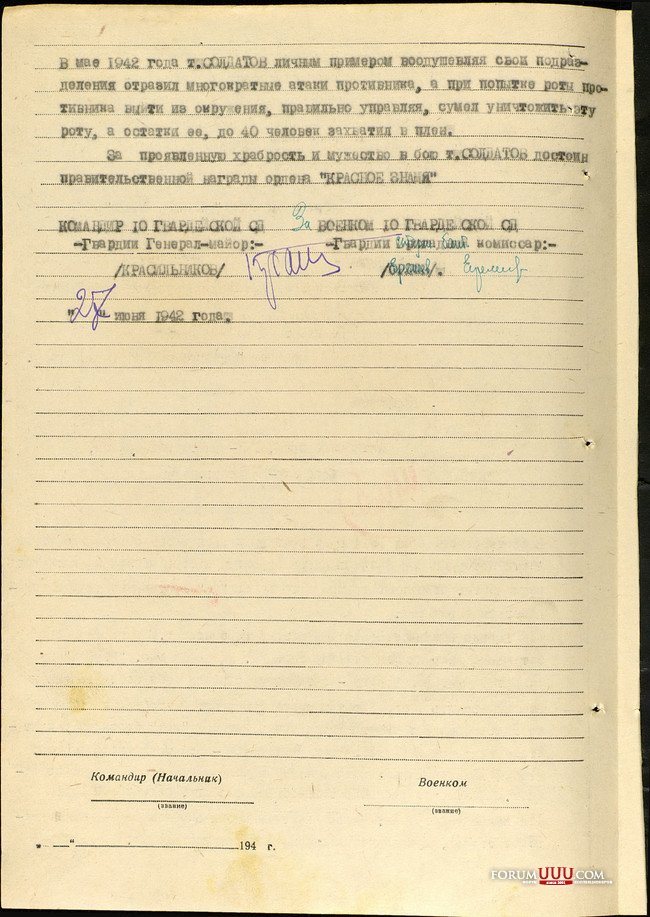 В мае 1942 года т.СОЛДАТОВ личным примером воодушевляя свои подраз-
деления отразил многократные атаки противника, а при попытке роты про-
тивника выйти из окружения, правильно управляя, сумел уничтожить эту
роту, а остатки ее, до 40 человек захватил в плен.
За проявленную храбрость и мужество в бою т.СОЛДАТОВ достоин
правительственной награды ордена "КРАСНОЕ ЗНАМЯ"
КОМАНДИР 10 ГВАРДЕЙСКОЙ СД За ВОЕНКОМ 10 ГВАРДЕЙСКОЙ СД
-Гвардии Генерал-майор:- -Гвардии комиссар:-
/КРАСИЛЬНИКОВ/
"27" июня 1942 года.
Командир (Начальник) Военком
(звание) (звание)
" " 194 г.
FORUMUUU.COM